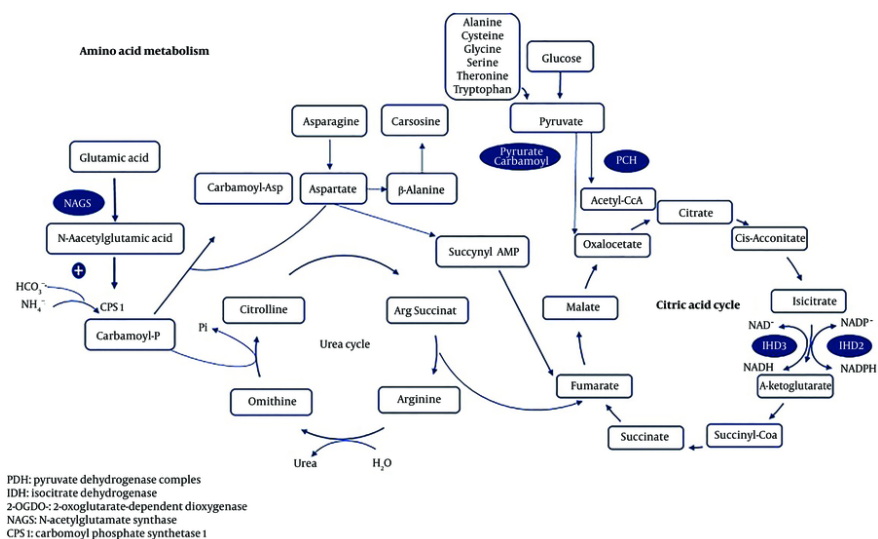 Amino acid metabolism
Alanine
Cysteine
Glycine
Serine
Theronine
Tryptophan
Glucose
Pyruvate
Asparagine
Carsosine
Pyrurate
Carbamoyl
PCH
Glutamic acid
NAGS
Carbamoyl-Asp
Aspartate
β-Alanine
Acetyl-CcA
Citrate
N-Aacetylglutamic acid
Succynyl AMP
Oxalocetate
Cis-Acconitate
+
HCO₃⁻
NH₄⁻
CPS 1
Carbamoyl-P
Pi
Citrolline
Arg Succinat
Urea cycle
Malate
Citric acid cycle
Isicitrate
NAD⁻
NADP⁻
IHD3
IHD2
NADH
NADPH
Omithine
Arginine
Fumarate
A-ketoglutarate
Succinate
Succinyl-Coa
Urea
H₂O
PDH: pyruvate dehydrogenase comples
IDH: isocitrate dehydrogenase
2-OGDO-: 2-oxoglutarate-dependent dioxygenase
NAGS: N-acetylglutamate synthase
CPS 1: carbomoyl phosphate synthetase 1